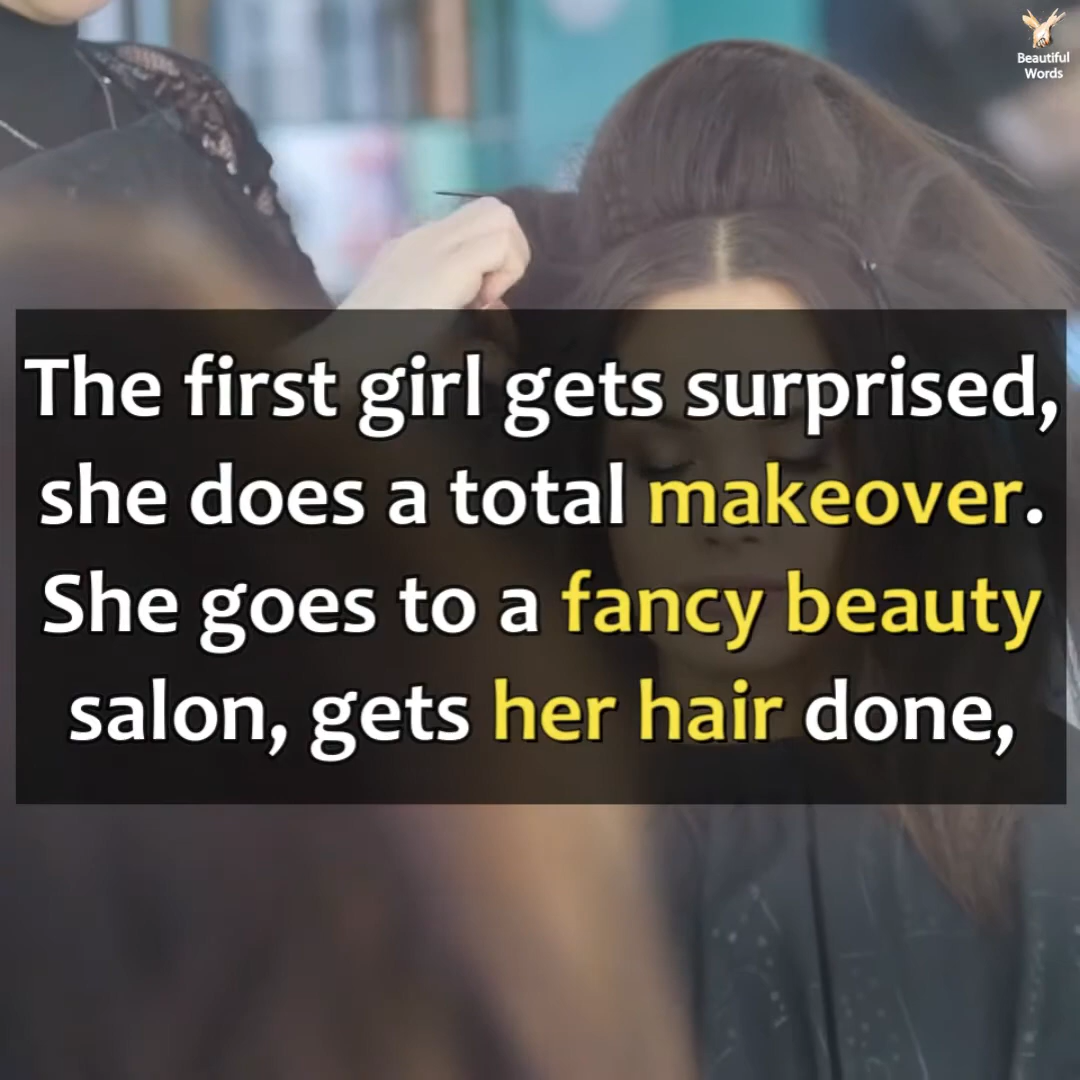 Beautiful
Words
The first girl gets surprised,
she does a total makeover.
She goes to a fancy beauty
salon, gets her hair done,